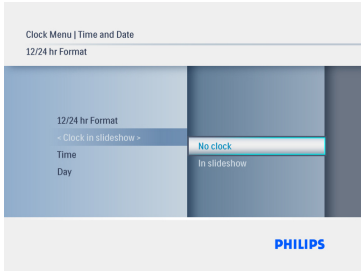 Clock Menu | Time and Date
12/24 hr Format
12/24 hr Format
< Clock in slideshow >
Time
Day
No clock
In slideshow
PHILIPS